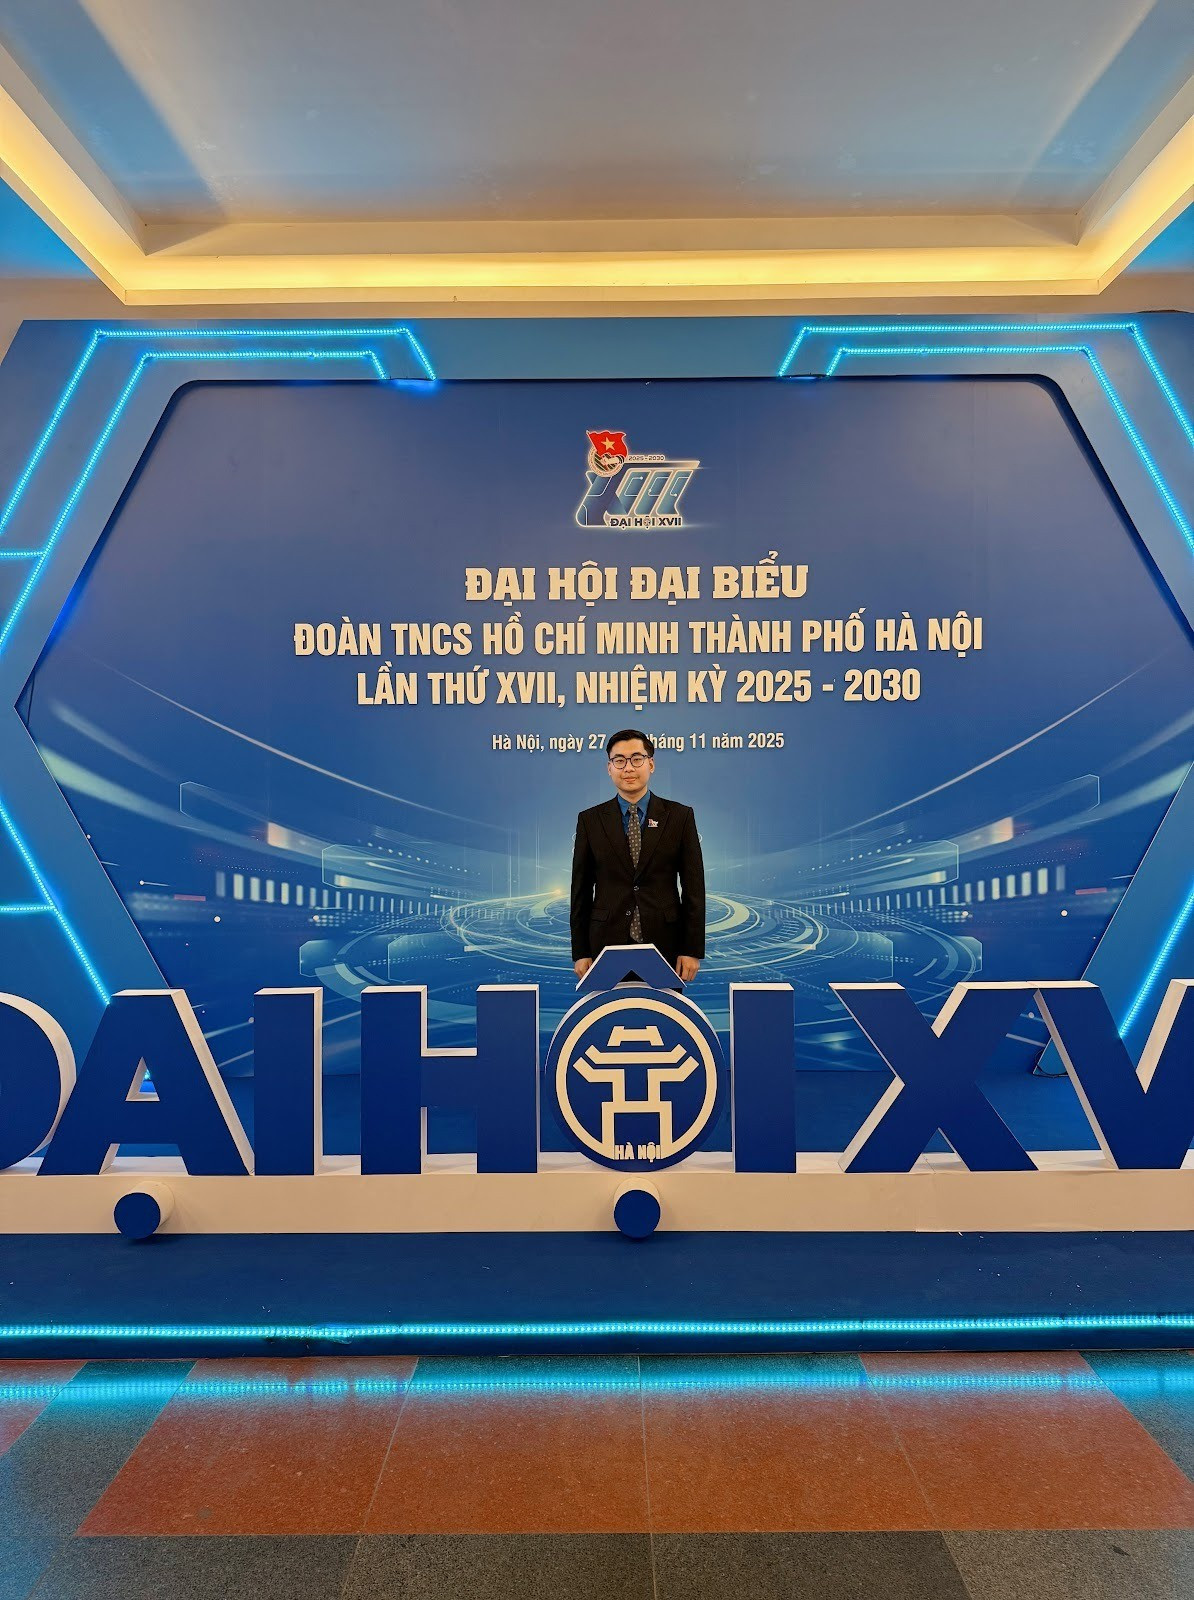 2025 - 2030
ĐẠI HỘI XVII
ĐẠI HỘI ĐẠI BIỂU
ĐOÀN TNCS HỒ CHÍ MINH THÀNH PHỐ HÀ NỘI
LẦN THỨ XVII, NHIỆM KỲ 2025 - 2030
Hà Nội, ngày 27 háng 11 năm 2025
ĐẠI HỘI XV
HÀ NỘI